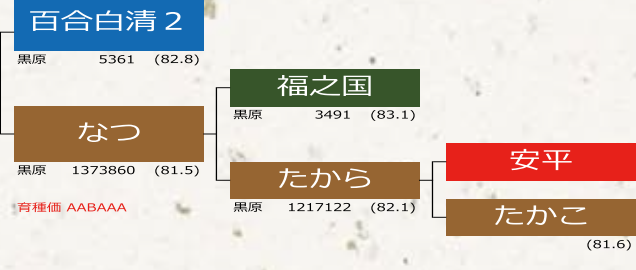 百合白清2
黒原 5361 (82.8)
福之国
黒原 3491 (83.1)
なつ
黒原 1373860 (81.5)
育種価 AABAAA
たから
黒原 1217122 (82.1)
安平
たかこ
(81.6)